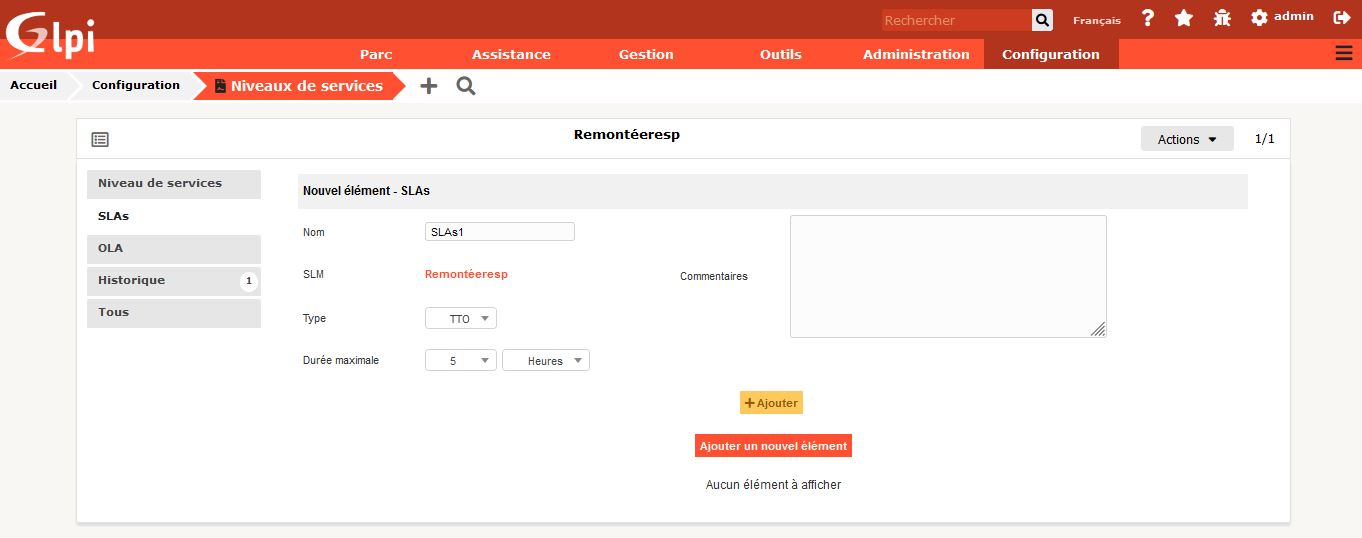 Glpi
Rechercher
Français
admin
Parc Assistance Gestion Outils Administration Configuration
Accueil Configuration Niveaux de services
Remontéeresp
Actions
1/1
Niveau de services
SLAs
OLA
Historique 1
Tous
Nouvel élément - SLAs
Nom SLAs1
SLM Remontéeresp
Commentaires
Type TTO
Durée maximale 5 Heures
Ajouter
Ajouter un nouvel élément
Aucun élément à afficher